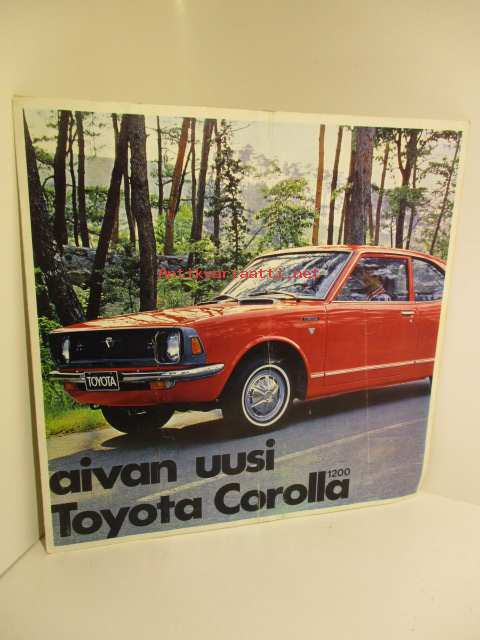 Antikvariaatti.net
TOYOTA
aivan uusi
1200
Toyota Corolla